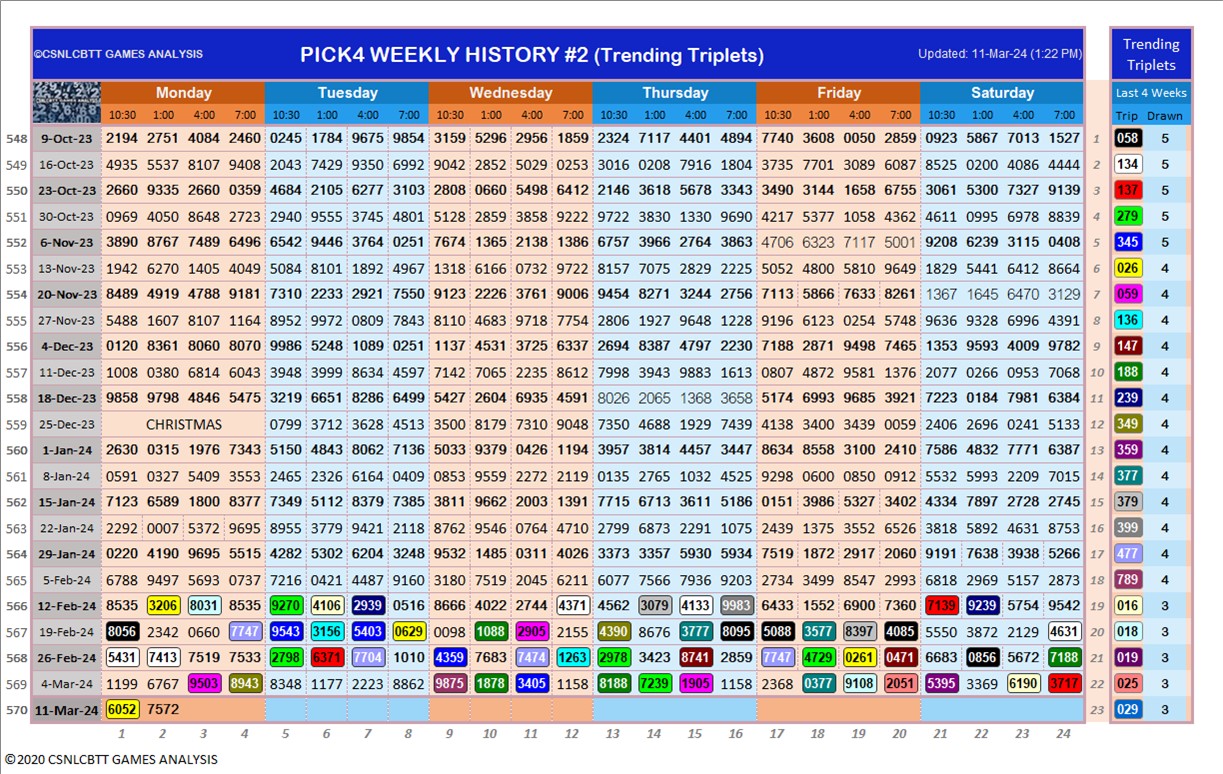 ©CSNLCBTT GAMES ANALYSIS PICK4 WEEKLY HISTORY #2 (Trending Triplets) Updated: 11-Mar-24 (1:22 PM) Trending
Triplets
Monday Tuesday Wednesday Thursday Friday Saturday Last 4 Weeks
10:30 1:00 4:00 7:00 10:30 1:00 4:00 7:00 10:30 1:00 4:00 7:00 10:30 1:00 4:00 7:00 10:30 1:00 4:00 7:00 10:30 1:00 4:00 7:00 Trip Drawn
548 9-Oct-23 2194 2751 4084 2460 0245 1784 9675 9854 3159 5296 2956 1859 2324 7117 4401 4894 7740 3608 0050 2859 0923 5867 7013 1527 1 058 5
549 16-Oct-23 4935 5537 8107 9408 2043 7429 9350 6992 9042 2852 5029 0253 3016 0208 7916 1804 3735 7701 3089 6087 8525 0200 4086 4444 2 134 5
550 23-Oct-23 2660 9335 2660 0359 4684 2105 6277 3103 2808 0660 5498 6412 2146 3618 5678 3343 3490 3144 1658 6755 3061 5300 7327 9139 3 137 5
551 30-Oct-23 0969 4050 8648 2723 2940 9555 3745 4801 5128 2859 3858 9222 9722 3830 1330 9690 4217 5377 1058 4362 4611 0995 6978 8839 4 279 5
552 6-Nov-23 3890 8767 7489 6496 6542 9446 3764 0251 7674 1365 2138 1386 6757 3966 2764 3863 4706 6323 7117 5001 9208 6239 3115 0408 5 345 5
553 13-Nov-23 1942 6270 1405 4049 5084 8101 1892 4967 1318 6166 0732 9722 8157 7075 2829 2225 5052 4800 5810 9649 1829 5441 6412 8664 6 026 4
554 20-Nov-23 8489 4919 4788 9181 7310 2233 2921 7550 9123 2226 3761 9006 9454 8271 3244 2756 7113 5866 7633 8261 1367 1645 6470 3129 7 059 4
555 27-Nov-23 5488 1607 8107 1164 8952 9972 0809 7843 8110 4683 9718 7754 2806 1927 9648 1228 9196 6123 0254 5748 9636 9328 6996 4391 8 136 4
556 4-Dec-23 0120 8361 8060 8070 9986 5248 1089 0251 1137 4531 3725 6337 2694 8387 4797 2230 7188 2871 9498 7465 1353 9593 4009 9782 9 147 4
557 11-Dec-23 1008 0380 6814 6043 3948 3999 8634 4597 7142 7065 2235 8612 7998 3943 9883 1613 0807 4872 9581 1376 2077 0266 0953 7068 10 188 4
558 18-Dec-23 9858 9798 4846 5475 3219 6651 8286 6499 5427 2604 6935 4591 8026 2065 1368 3658 5174 6993 9685 3921 7223 0184 7981 6384 11 239 4
559 25-Dec-23 CHRISTMAS 0799 3712 3628 4513 3500 8179 7310 9048 7350 4688 1929 7439 4138 3400 3439 0059 2406 2696 0241 5133 12 349 4
560 1-Jan-24 2630 0315 1976 7343 5150 4843 8062 7136 5033 9379 0426 1194 3957 3814 4457 3447 8634 8558 3100 2410 7586 4832 7771 6387 13 359 4
561 8-Jan-24 0591 0327 5409 3553 2465 2326 6164 0405 0853 9559 2272 2119 0135 2765 1014 4525 9298 0600 0850 0912 5532 5993 2209 7015 14 377 4
562 15-Jan-24 7123 6589 1800 8377 7349 5112 8379 7385 3811 9662 2003 1391 7715 6713 3611 5186 0151 3986 5327 3402 4334 7897 2728 2745 15 379 4
563 22-Jan-24 2292 0007 5372 9695 8955 3779 9421 2118 8762 9546 0764 4710 2799 6873 2291 1075 2439 1375 3552 6526 3818 5892 4631 8753 16 399 4
564 29-Jan-24 0220 4190 9695 5515 4282 5302 6204 3248 9532 1485 0311 4026 3373 3357 5930 5934 7519 1872 2917 2060 9191 7638 3938 5266 17 477 4
565 5-Feb-24 6788 9497 5693 0737 7216 0421 4487 9160 3180 7519 2045 6211 6077 7566 7936 9203 2734 3499 8547 2993 6818 2969 5157 2873 18 789 4
566 12-Feb-24 8535 3206 8031 8535 9270 4106 2939 0516 8666 4022 2744 4371 4562 3079 4133 9983 6433 1552 6900 7360 7139 9239 5754 9542 19 016 3
567 19-Feb-24 8056 2342 0660 7747 9543 3156 5403 0629 0098 1088 2905 2155 4390 8676 3777 8095 5088 3577 8397 4085 5550 3872 2129 4631 20 018 3
568 26-Feb-24 5431 7413 7519 7533 2798 6371 7704 1010 4359 7683 7474 1263 2978 3423 8741 2859 7747 4729 0261 0471 6683 0856 5672 7188 21 019 3
569 4-Mar-24 1199 6767 9503 8943 8348 1177 2223 8862 9875 1878 3405 1158 8188 7239 1905 1158 2368 0377 9108 2051 5395 3369 6190 3717 22 025 3
570 11-Mar-24 6052 7572 23 029 3
1 2 3 4 5 6 7 8 9 10 11 12 13 14 15 16 17 18 19 20 21 22 23 24
©2020 CSNLCBTT GAMES ANALYSIS